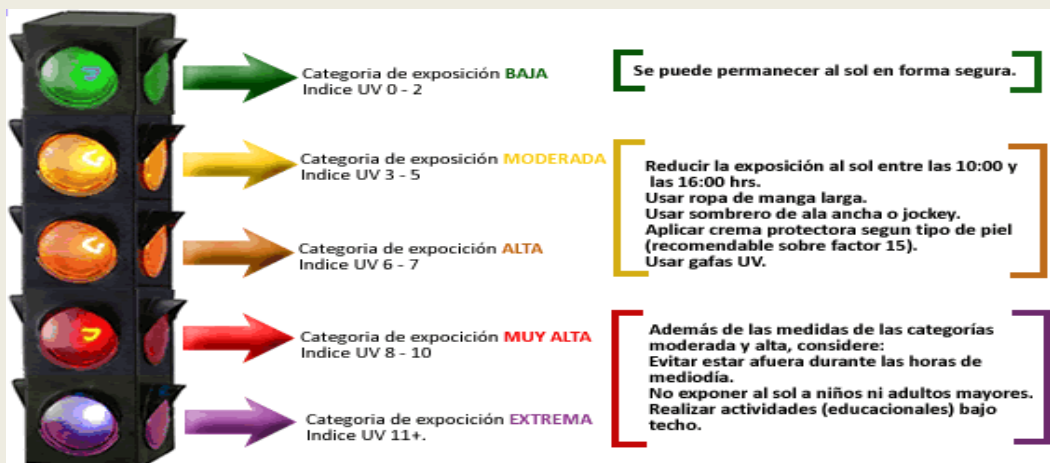 Categoria de exposición BAJA
Indice UV 0 - 2
Se puede permanecer al sol en forma segura.
Categoria de exposición MODERADA
Indice UV 3 - 5
Reducir la exposición al sol entre las 10:00 y
las 16:00 hrs.
Usar ropa de manga larga.
Usar sombrero de ala ancha o jockey.
Aplicar crema protectora segun tipo de piel
(recomendable sobre factor 15).
Usar gafas UV.
Categoria de expocición ALTA
Indice UV 6 - 7
Categoria de expocición MUY ALTA
Indice UV 8 - 10
Además de las medidas de las categorías
moderada y alta, considere:
Evitar estar afuera durante las horas de
mediodía.
No exponer al sol a niños ni adultos mayores.
Realizar actividades (educacionales) bajo
techo.
Categoria de expocición EXTREMA
Indice UV 11+.